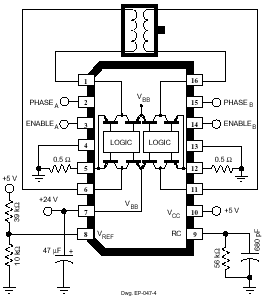 1
16
PHASE A
2
V BB
15
PHASE B
ENABLE A
3
14
ENABLE B
4
LOGIC
LOGIC
13
0.5 Ω
5
12
0.5 Ω
+5 V
6
11
39 kΩ
+24 V
7
V BB
V CC
10
+5 V
8
V REF
RC
9
10 kΩ
47 µF
+
56 kΩ
680 pF
Dwg. EP-047-4